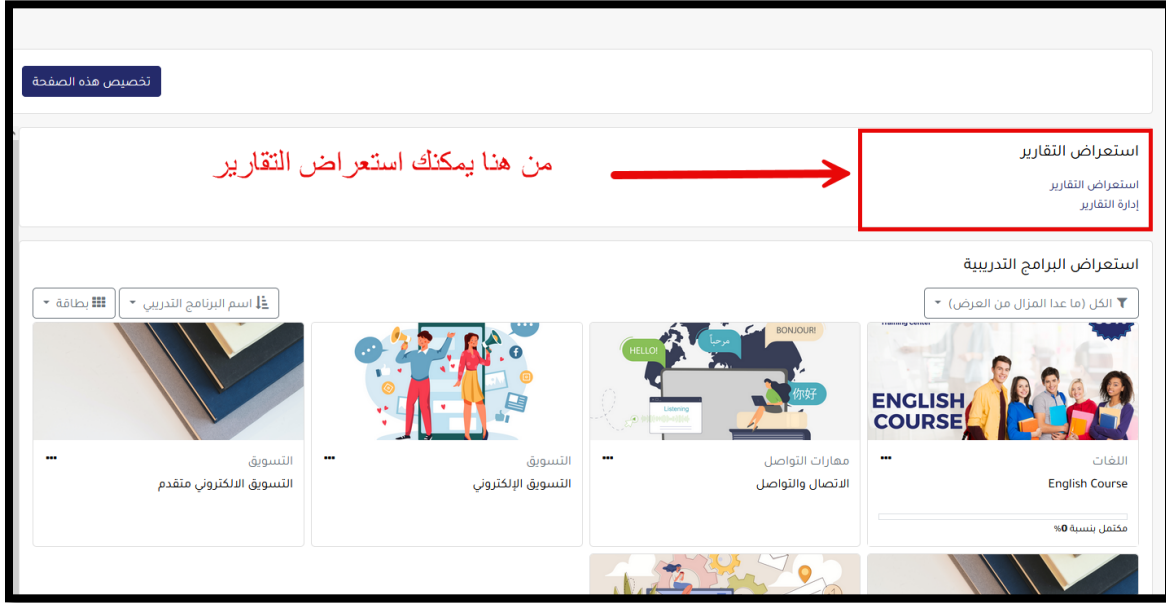 تخصيص هذه الصفحة
استعراض التقارير
من هنا يمكنك استعراض التقارير
استعراض التقارير
إدارة التقارير
استعراض البرامج التدريبية
الكل (ما عدا المزال من العرض)
اسم البرنامج التدريبي
بطاقة
Training Center
ENGLISH
COURSE
HELLO!
مرحباً
BONJOUR!
你好
Listening
اللغات
English Course
مكتمل بنسبة 0%
مهارات التواصل
الاتصال والتواصل
التسويق
التسويق الإلكتروني
التسويق
التسويق الالكتروني متقدم